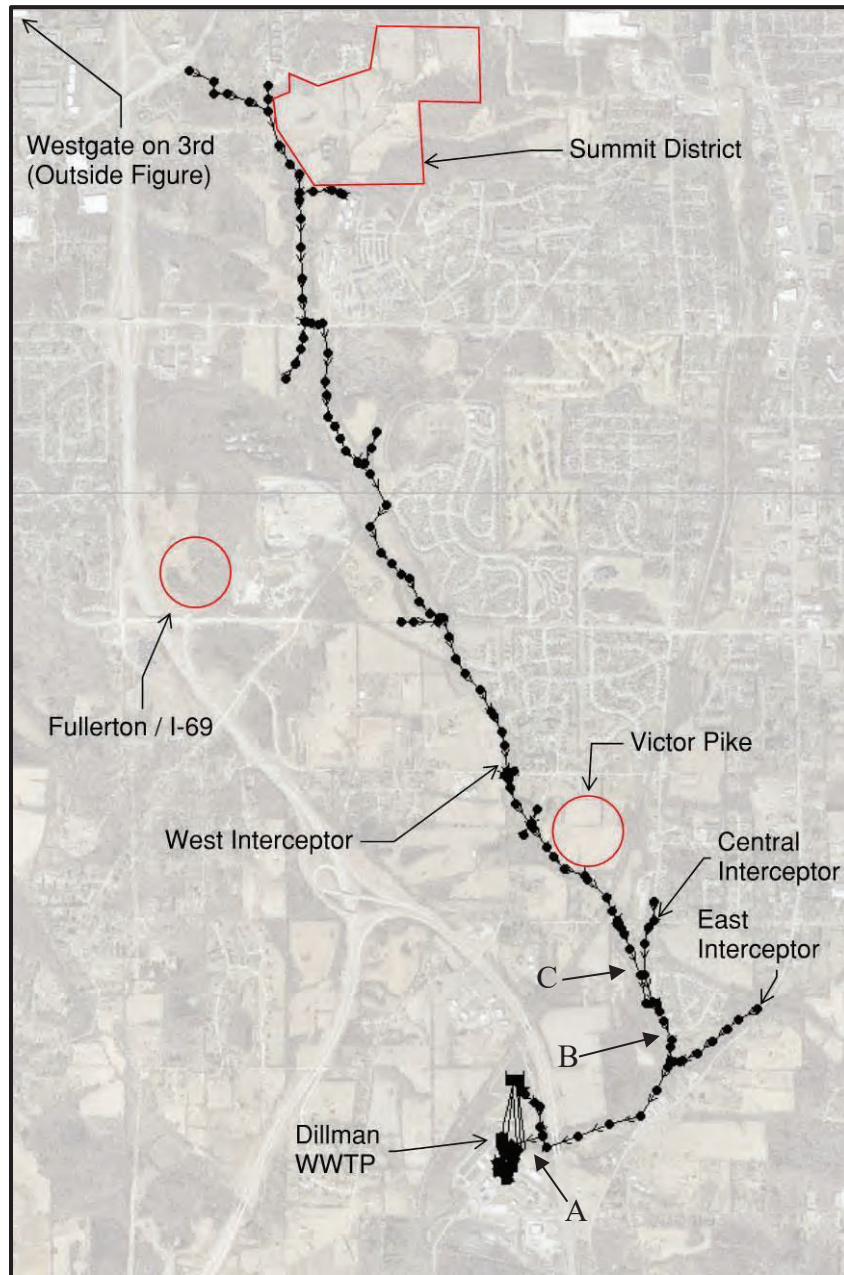 Westgate on 3rd
(Outside Figure)
Summit District
Fullerton / I-69
Victor Pike
West Interceptor
Central
Interceptor
East
Interceptor
C
B
Dillman
WWTP
A